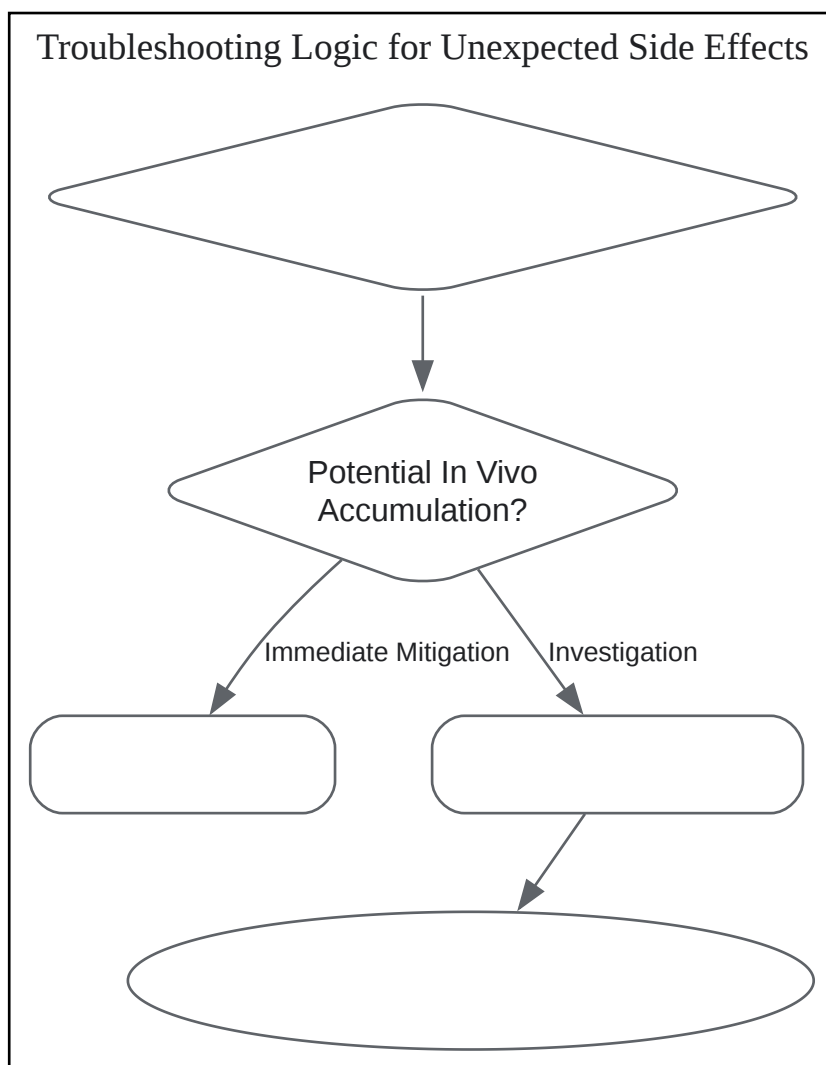 Troubleshooting Logic for Unexpected Side Effects
Potential In Vivo
Accumulation?
Immediate Mitigation
Investigation